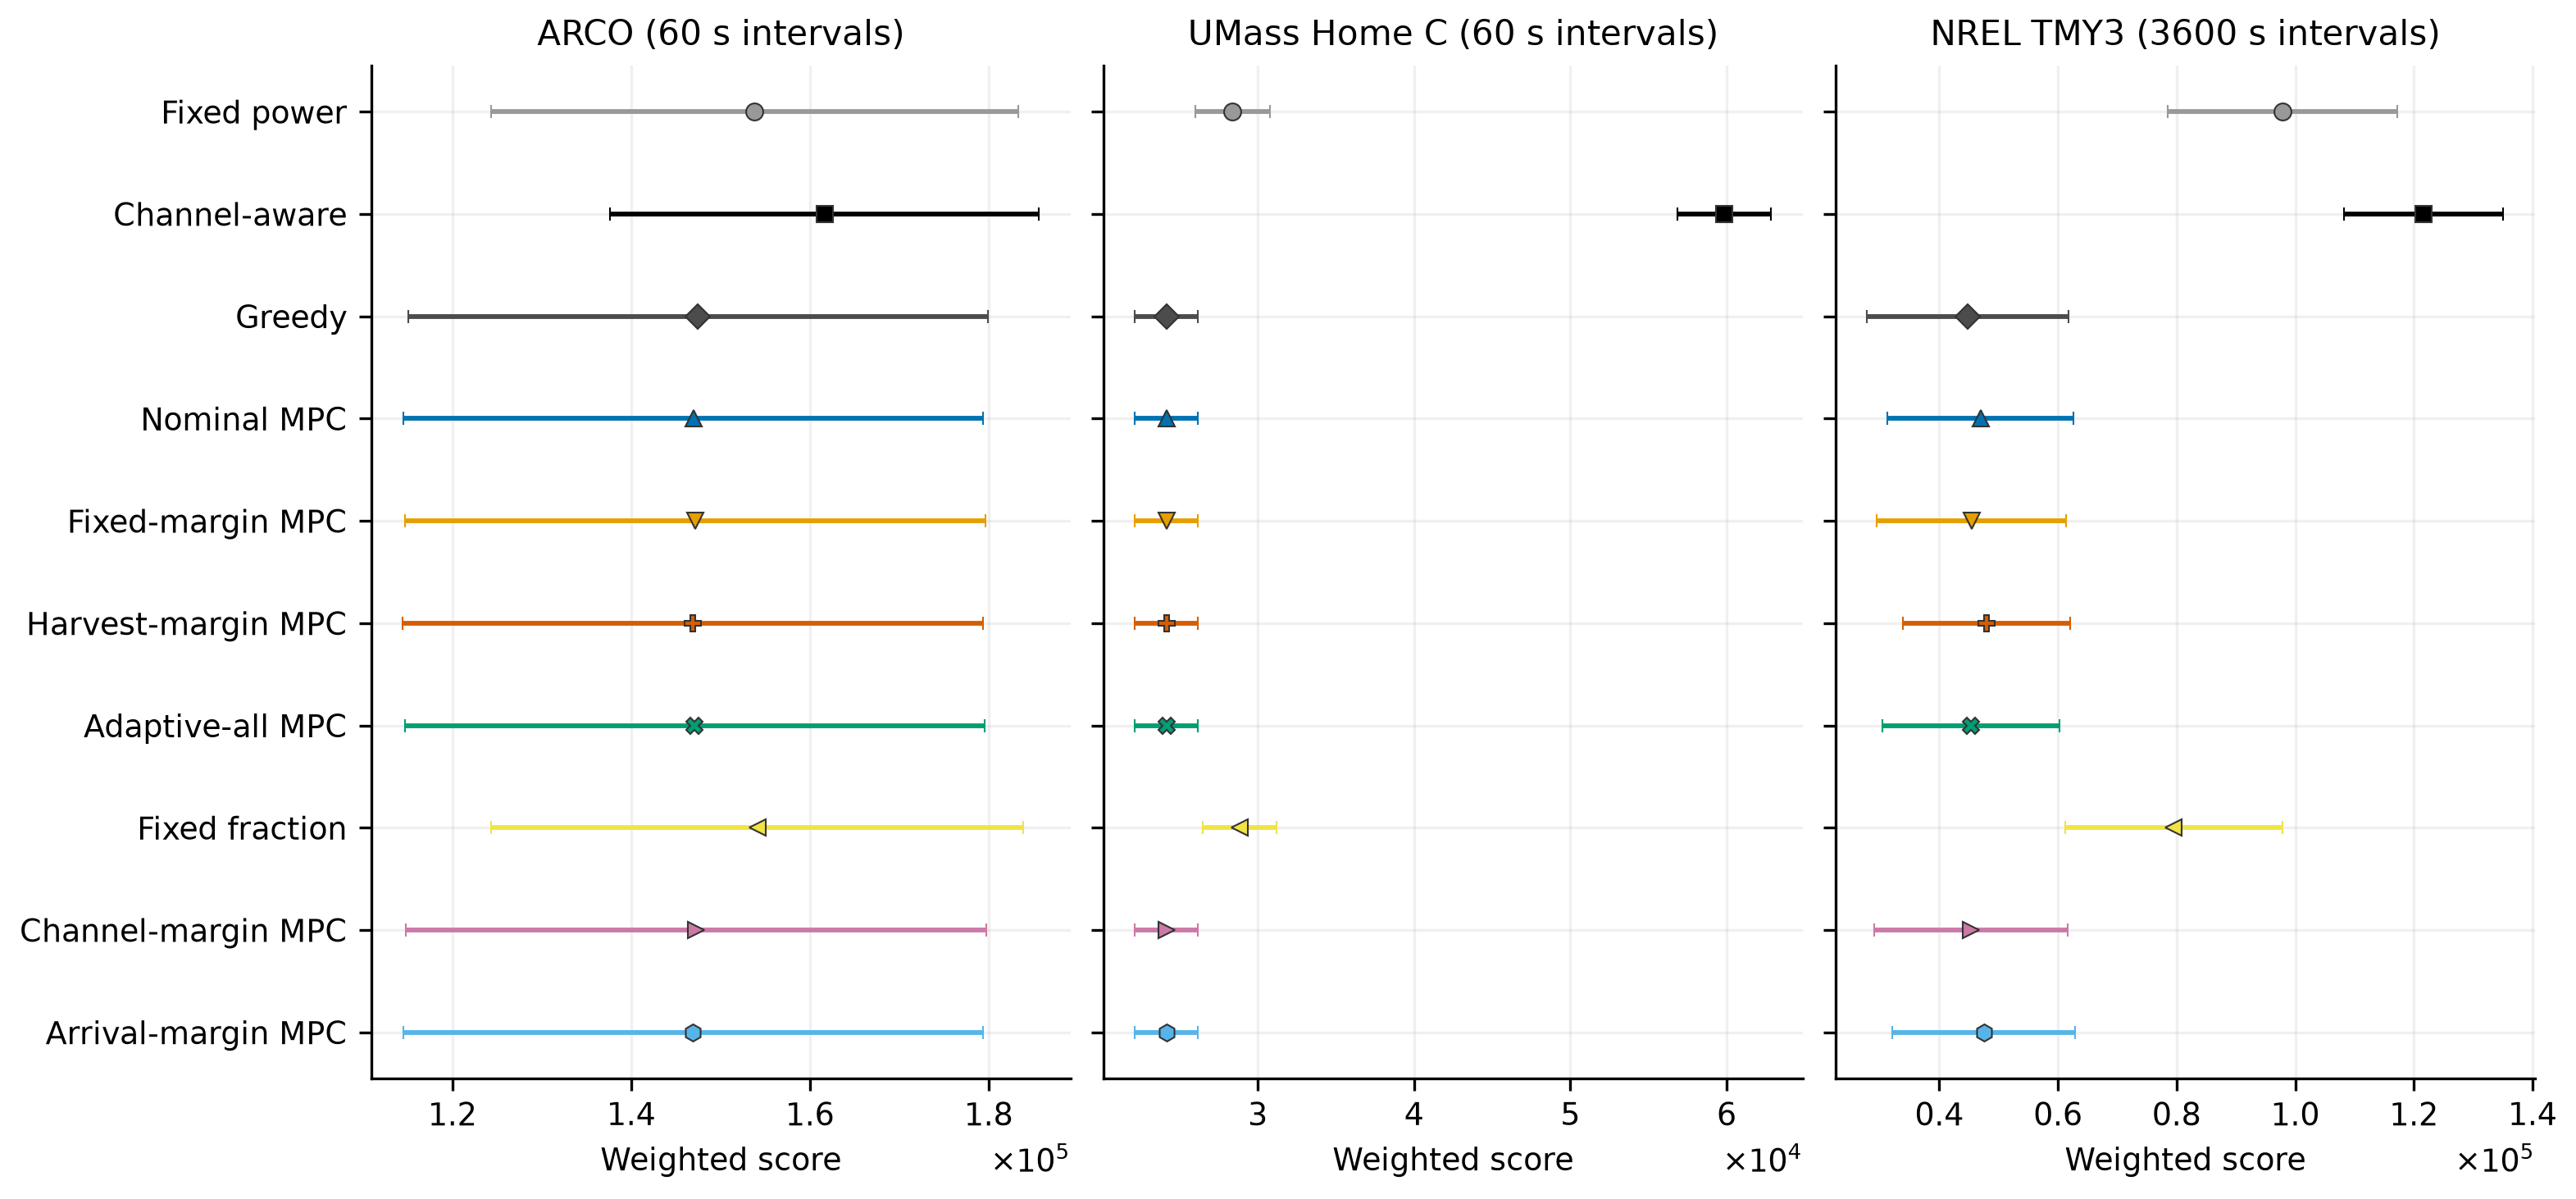 ARCO (60 s intervals)
UMass Home C (60 s intervals)
NREL TMY3 (3600 s intervals)
Fixed power
Channel-aware
Greedy
Nominal MPC
Fixed-margin MPC
Harvest-margin MPC
Adaptive-all MPC
Fixed fraction
Channel-margin MPC
Arrival-margin MPC
1.2 1.4 1.6 1.8
Weighted score ×10⁵
3 4 5 6
Weighted score ×10⁴
0.4 0.6 0.8 1.0 1.2 1.4
Weighted score ×10⁵